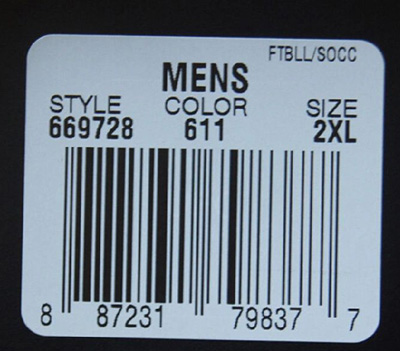 FTBLL/SOCC
MENS
STYLE COLOR SIZE
669728 611 2XL
8 87231 79837 7